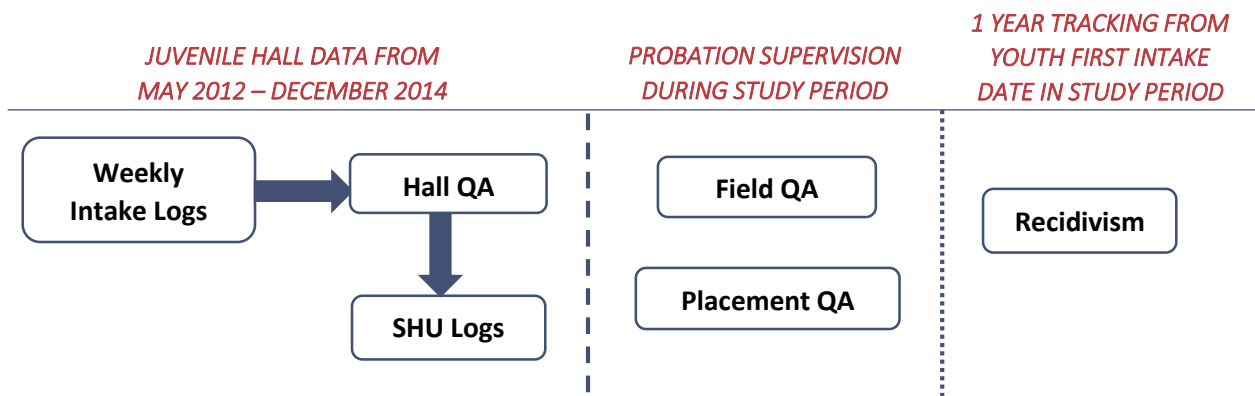 JUVENILE HALL DATA FROM
MAY 2012 – DECEMBER 2014
PROBATION SUPERVISION
DURING STUDY PERIOD
1 YEAR TRACKING FROM
YOUTH FIRST INTAKE
DATE IN STUDY PERIOD
Weekly
Intake Logs
Hall QA
SHU Logs
Field QA
Placement QA
Recidivism